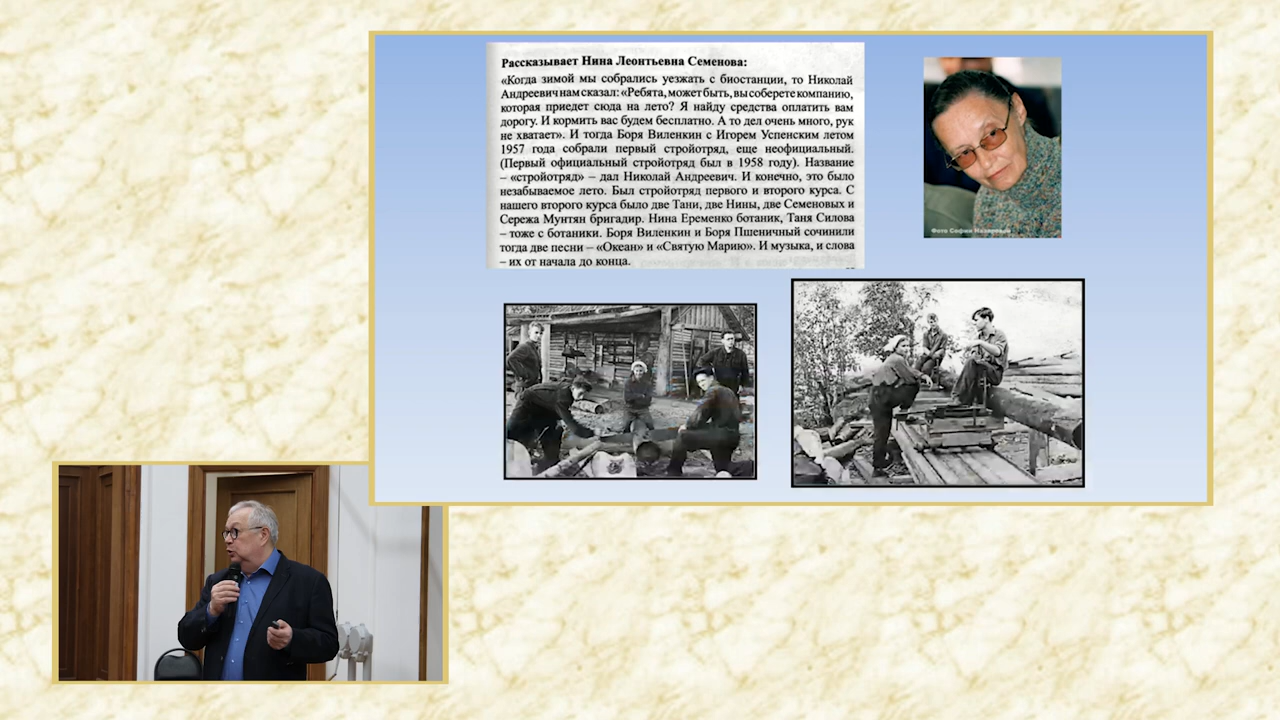 Рассказывает Нина Леонтьевна Семенова:
«Когда зимой мы собрались уезжать с биостанции, то Николай
Андреевич нам сказал: «Ребята, может быть, вы соберете компанию,
которая приедет сюда на лето? Я найду средства оплатить вам
дорогу. И кормить вас будем бесплатно. А то дел очень много, рук
не хватает». И тогда Боря Виленкин с Игорем Успенским летом
1957 года собрали первый стройотряд, еще неофициальный.
(Первый официальный стройотряд был в 1958 году). Название
– «стройотряд» – дал Николай Андреевич. И конечно, это было
незабываемое лето. Был стройотряд первого и второго курса. С
нашего второго курса было две Тани, две Нины, две Семеновых и
Сережа Мунтян бригадир. Нина Еременко ботаник, Таня Силова
– тоже с ботаники. Боря Виленкин и Боря Пшеничный сочинили
тогда две песни – «Океан» и «Святую Марию». И музыка, и слова
– их от начала до конца.
Фото Софии